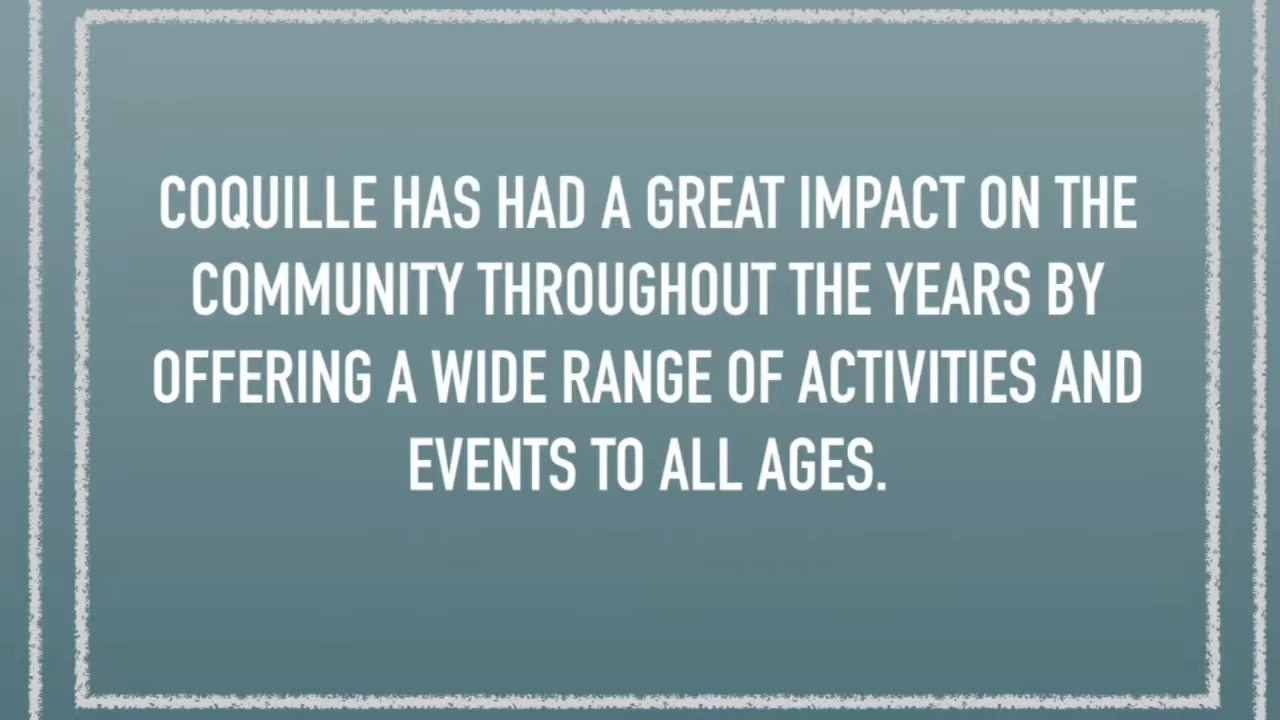 COQUILLE HAS HAD A GREAT IMPACT ON THE
COMMUNITY THROUGHOUT THE YEARS BY
OFFERING A WIDE RANGE OF ACTIVITIES AND
EVENTS TO ALL AGES.